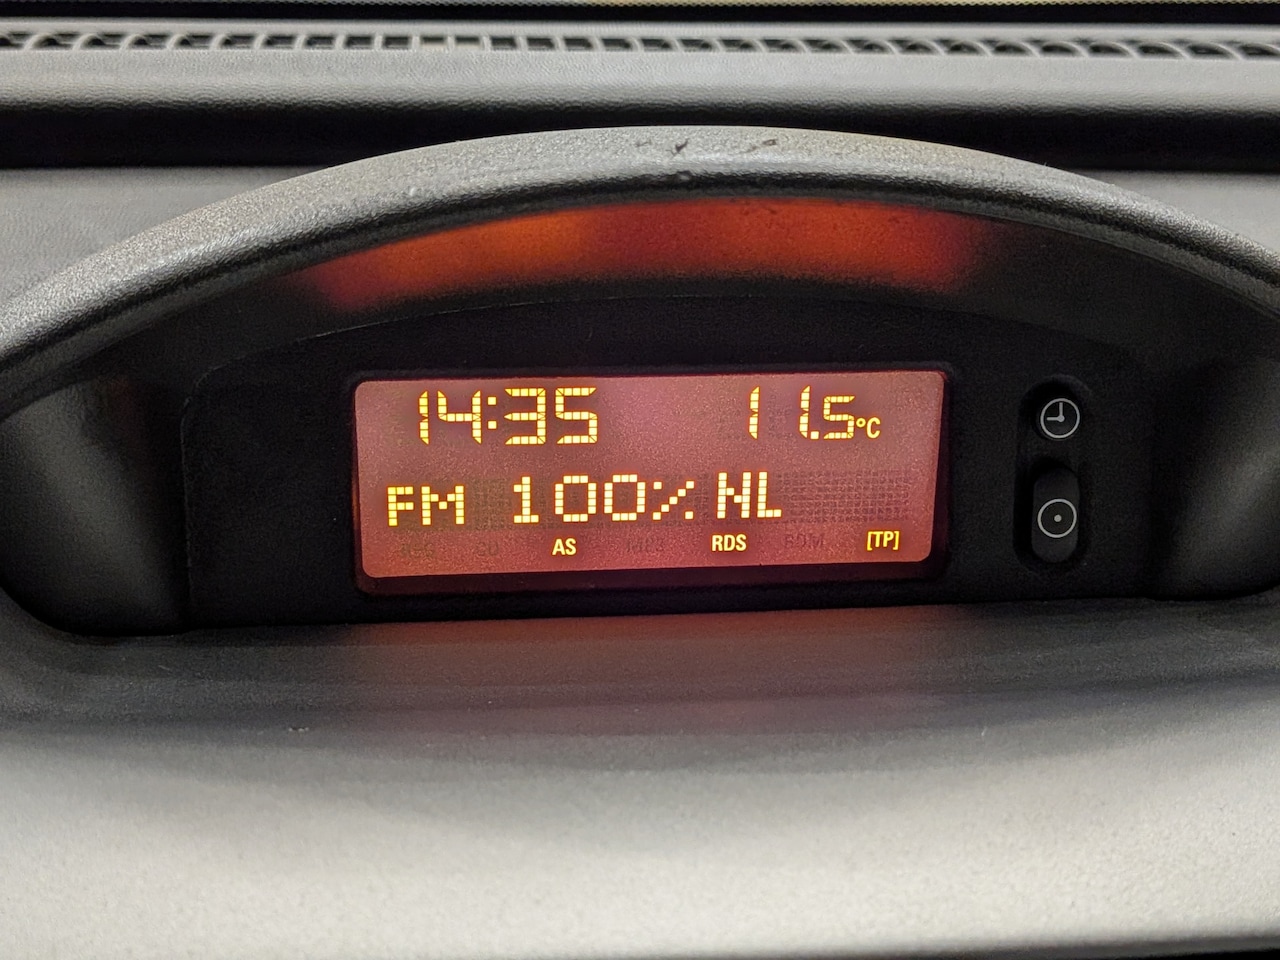 14:35 11.5°C
FM 100% NL
AS RDS [TP]